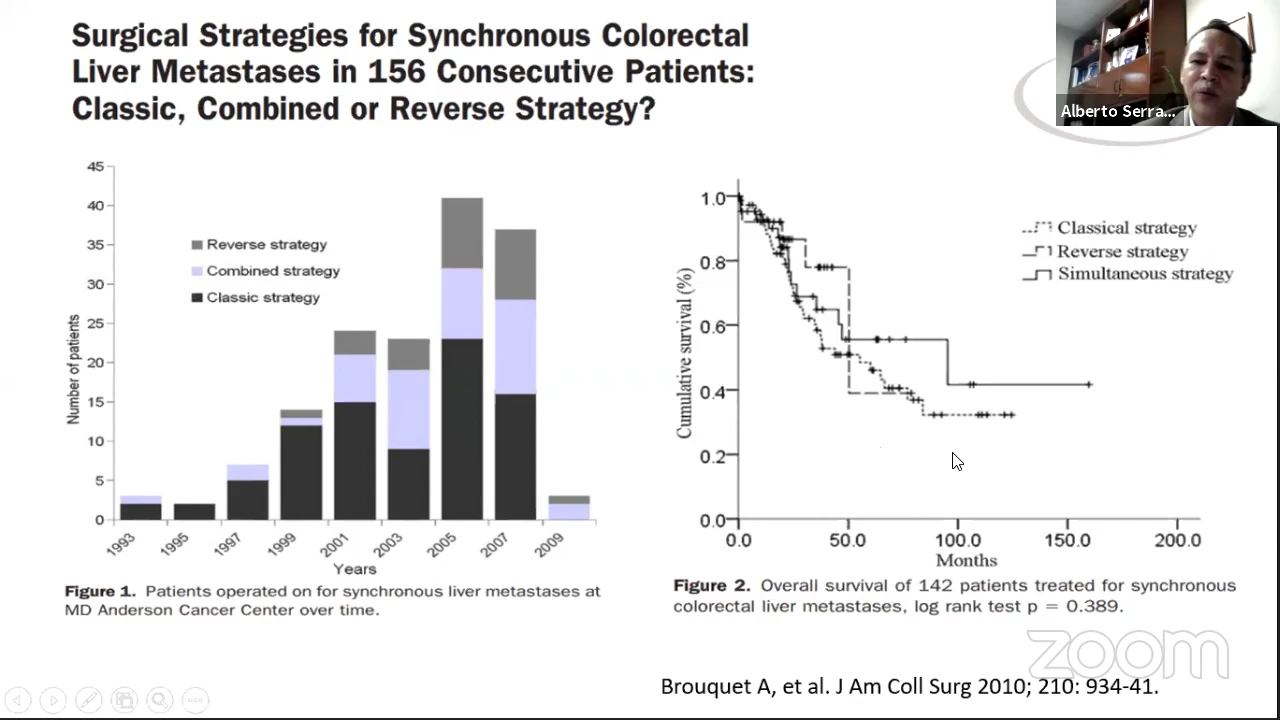 Surgical Strategies for Synchronous Colorectal
Liver Metastases in 156 Consecutive Patients:
Classic, Combined or Reverse Strategy?
Alberto Serra...
45
40
35
30
25
20
15
10
5
0
Number of patients
Reverse strategy
Combined strategy
Classic strategy
1993
1995
1997
1999
2001
2003
2005
2007
2009
Years
Figure 1. Patients operated on for synchronous liver metastases at
MD Anderson Cancer Center over time.
1.0
0.8
0.6
0.4
0.2
0.0
Cumulative survival (%)
Classical strategy
Reverse strategy
Simultaneous strategy
0.0
50.0
100.0
150.0
200.0
Months
Figure 2. Overall survival of 142 patients treated for synchronous
colorectal liver metastases, log rank test p = 0.389.
zoom
Brouquet A, et al. J Am Coll Surg 2010; 210: 934-41.